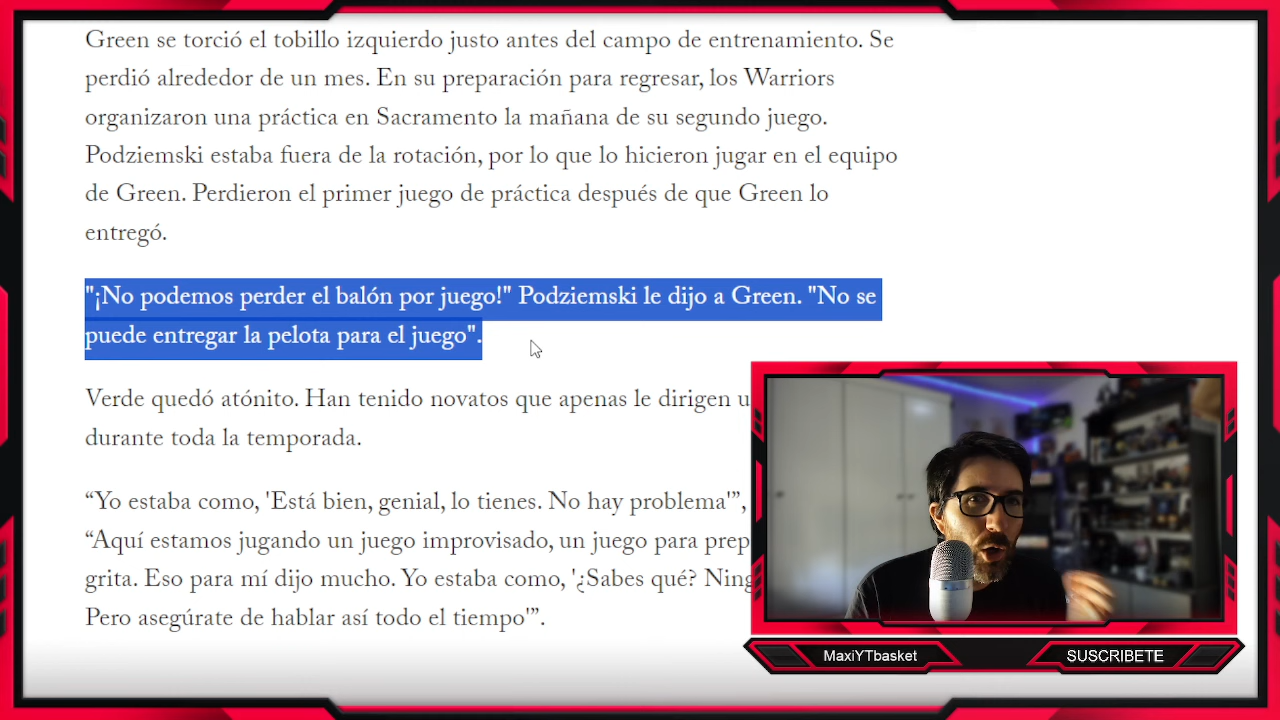 Green se torció el tobillo izquierdo justo antes del campo de entrenamiento. Se
perdió alrededor de un mes. En su preparación para regresar, los Warriors
organizaron una práctica en Sacramento la mañana de su segundo juego.
Podziemski estaba fuera de la rotación, por lo que lo hicieron jugar en el equipo
de Green. Perdieron el primer juego de práctica después de que Green lo
entregó.
"¡No podemos perder el balón por juego!" Podziemski le dijo a Green. "No se
puede entregar la pelota para el juego".
Verde quedó atónito. Han tenido novatos que apenas le dirigen
durante toda la temporada.
“Yo estaba como, 'Está bien, genial, lo tienes. No hay problema'”,
“Aquí estamos jugando un juego improvisado, un juego para
grita. Eso para mí dijo mucho. Yo estaba como, '¿Sabes qué?
Pero asegúrate de hablar así todo el tiempo'”.
MaxiYTbasket
SUSCRIBETE